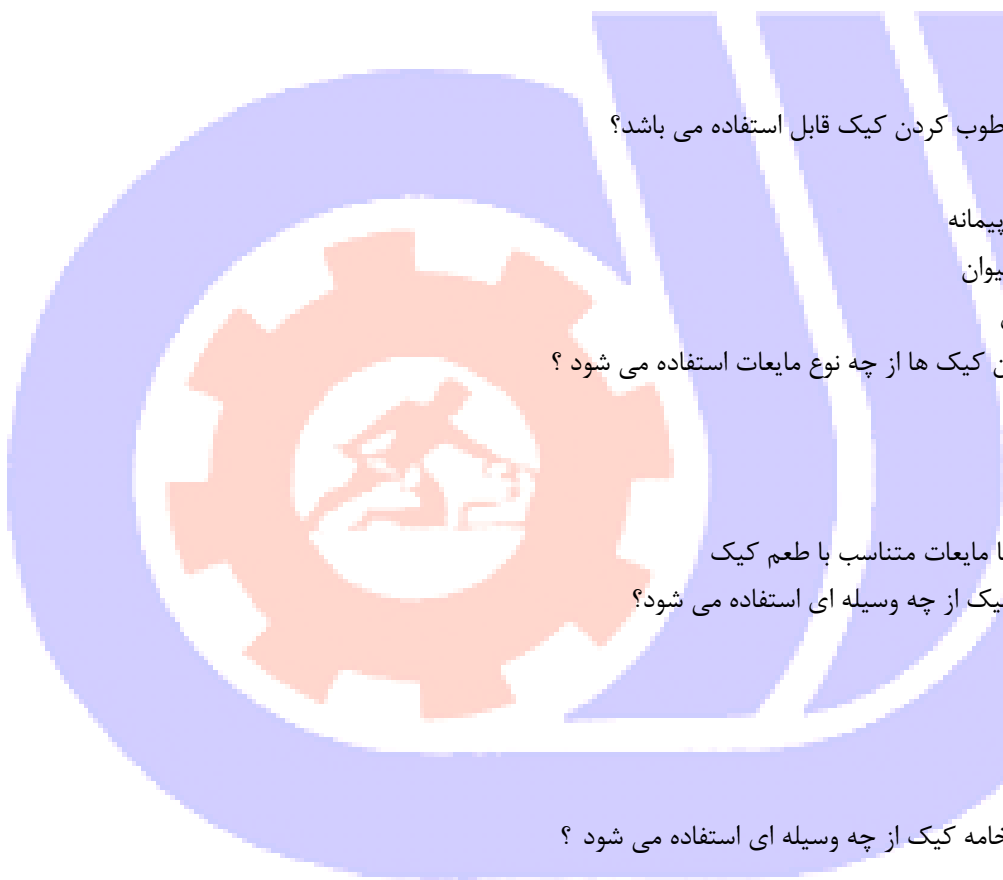 طوب کردن کیک قابل استفاده می باشد؟
پیمانه
یوان
ن کیک ها از چه نوع مایعات استفاده می شود ؟
ا مایعات متناسب با طعم کیک
یک از چه وسیله ای استفاده می شود؟
خامه کیک از چه وسیله ای استفاده می شود ؟